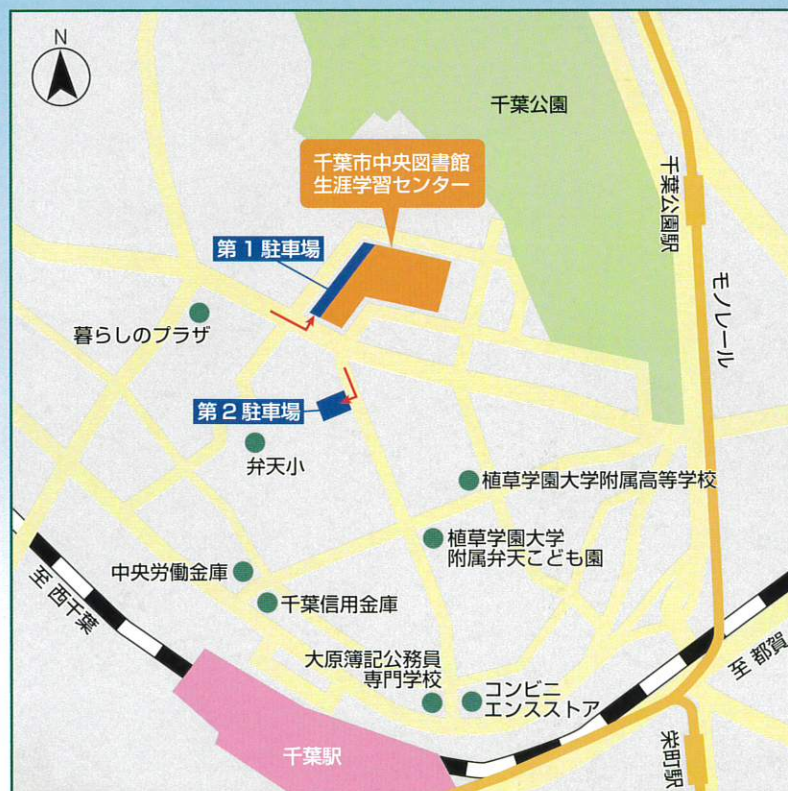 N
千葉公園
千葉市中央図書館
生涯学習センター
千葉公園駅
第1駐車場
モノレール
暮らしのプラザ
第2駐車場
弁天小
植草学園大学附属高等学校
植草学園大学
附属弁天こども園
中央労働金庫
至 西千葉
千葉信用金庫
大原簿記公務員
専門学校
コンビニ
エンスストア
至 都賀
千葉駅
栄町駅